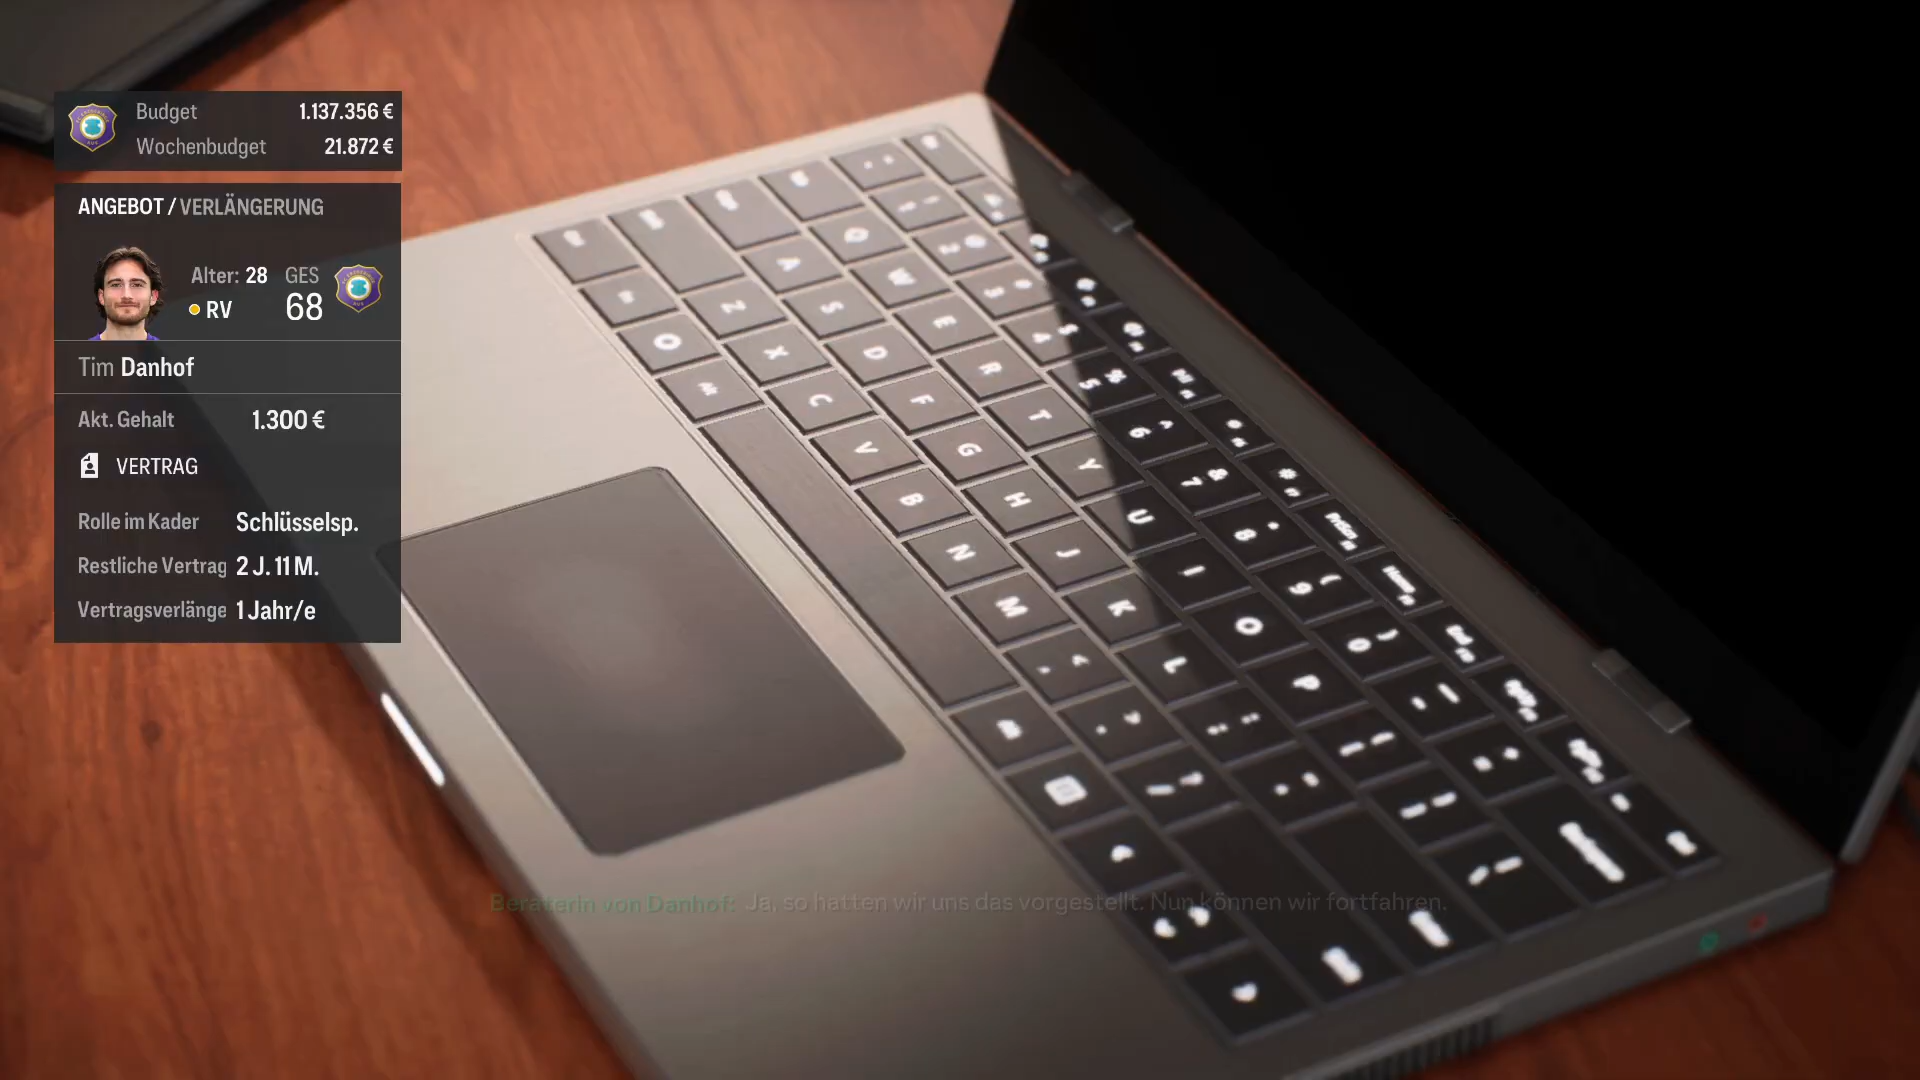 Budget 1.137.356 €
Wochenbudget 21.872 €
ANGEBOT / VERLÄNGERUNG
Alter: 28 GES
RV 68
Tim Danhof
Akt. Gehalt 1.300 €
VERTRAG
Rolle im Kader Schlüsselsp.
Restliche Vertrag 2 J. 11 M.
Vertragsverlänge 1 Jahr/e
Beraterin von Danhof: Ja, so hatten wir uns das vorgestellt. Nun können wir fortfahren.